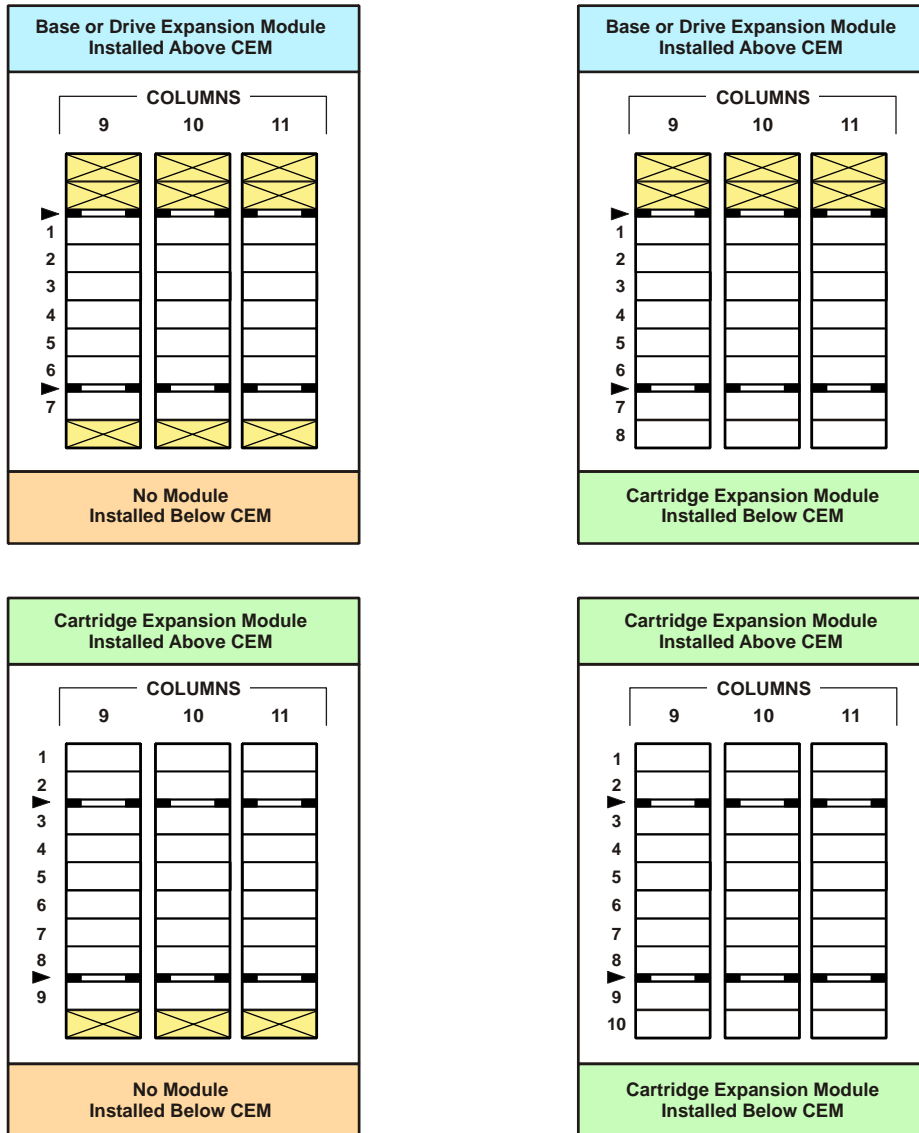 Base or Drive Expansion Module
Installed Above CEM
COLUMNS
9 10 11
1
2
3
4
5
6
7
No Module
Installed Below CEM
Base or Drive Expansion Module
Installed Above CEM
COLUMNS
9 10 11
1
2
3
4
5
6
7
8
Cartridge Expansion Module
Installed Below CEM
Cartridge Expansion Module
Installed Above CEM
COLUMNS
9 10 11
1
2
3
4
5
6
7
8
9
No Module
Installed Below CEM
Cartridge Expansion Module
Installed Above CEM
COLUMNS
9 10 11
1
2
3
4
5
6
7
8
9
10
Cartridge Expansion Module
Installed Below CEM